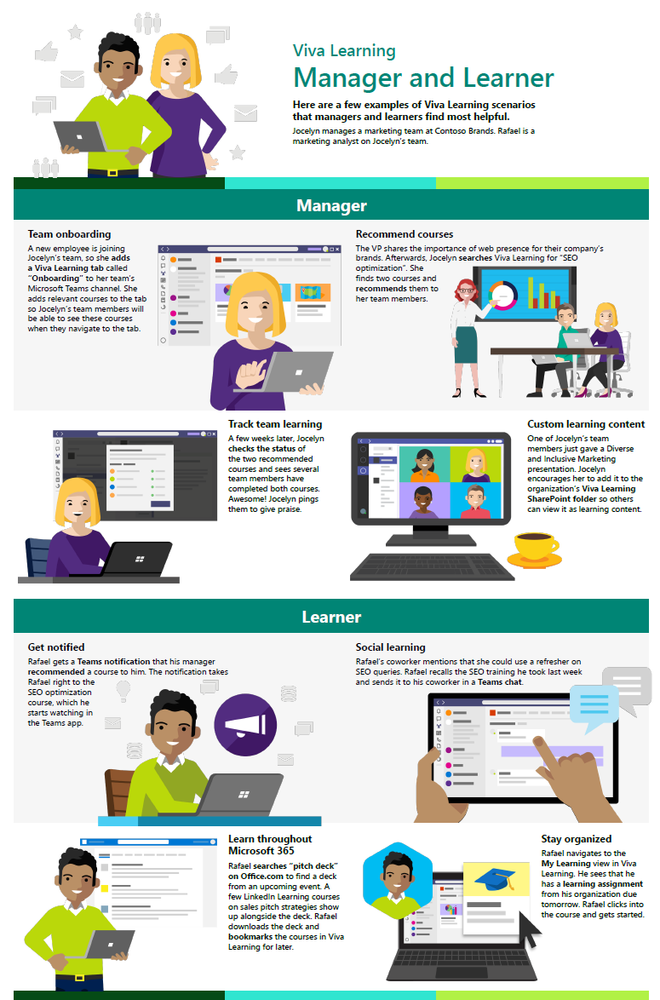 Viva Learning
Manager and Learner
Here are a few examples of Viva Learning scenarios
that managers and learners find most helpful.
Jocelyn manages a marketing team at Contoso Brands. Rafael is a
marketing analyst on Jocelyn's team.
Manager
Team onboarding
A new employee is joining
Jocelyn's team, so she adds
a Viva Learning tab called
“Onboarding” to her team's
Microsoft Teams channel. She
adds relevant courses to the tab
so Jocelyn's team members will
be able to see these courses
when they navigate to the tab.
Recommend courses
The VP shares the importance of web presence for their company's
brands. Afterwards, Jocelyn searches Viva Learning for “SEO
optimization”. She
finds two courses and
recommends them to
her team members.
Track team learning
A few weeks later, Jocelyn
checks the status of
the two recommended
courses and sees several
team members have
completed both courses.
Awesome! Jocelyn pings
them to give praise.
Custom learning content
One of Jocelyn's team
members just gave a Diverse
and Inclusive Marketing
presentation. Jocelyn
encourages her to add it to the
organization's Viva Learning
SharePoint folder so others
can view it as learning content.
Learner
Get notified
Rafael gets a Teams notification that his manager
recommended a course to him. The notification takes
Rafael right to the
SEO optimization
course, which he
starts watching in
the Teams app.
Social learning
Rafael's coworker mentions that she could use a refresher on
SEO queries. Rafael recalls the SEO training he took last week
and sends it to his coworker in a Teams chat.
Learn throughout
Microsoft 365
Rafael searches “pitch deck”
on Office.com to find a deck
from an upcoming event. A
few LinkedIn Learning courses
on sales pitch strategies show
up alongside the deck. Rafael
downloads the deck and
bookmarks the courses in Viva
Learning for later.
Stay organized
Rafael navigates to the
My Learning view in Viva
Learning. He sees that he
has a learning assignment
from his organization due
tomorrow. Rafael clicks into
the course and gets started.